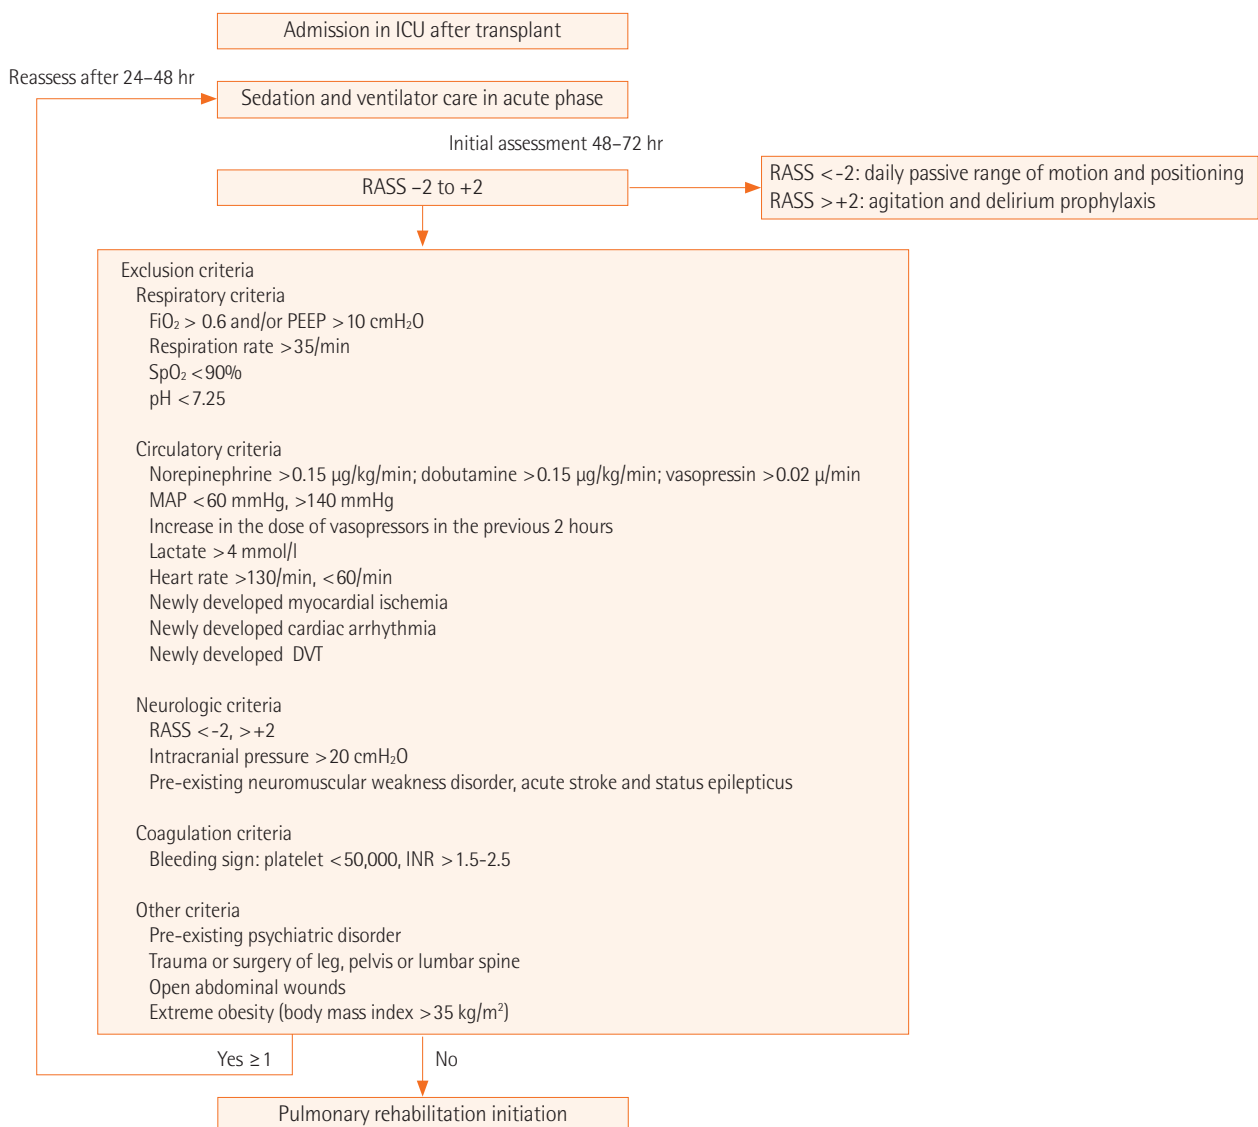 Admission in ICU after transplant
Reassess after 24–48 hr
Sedation and ventilator care in acute phase
Initial assessment 48–72 hr
RASS –2 to +2
RASS <-2: daily passive range of motion and positioning
RASS >+2: agitation and delirium prophylaxis
Exclusion criteria
Respiratory criteria
FiO₂ > 0.6 and/or PEEP >10 cmH₂O
Respiration rate >35/min
SpO₂ <90%
pH <7.25
Circulatory criteria
Norepinephrine >0.15 µg/kg/min; dobutamine >0.15 µg/kg/min; vasopressin >0.02 µ/min
MAP <60 mmHg, >140 mmHg
Increase in the dose of vasopressors in the previous 2 hours
Lactate >4 mmol/l
Heart rate >130/min, <60/min
Newly developed myocardial ischemia
Newly developed cardiac arrhythmia
Newly developed DVT
Neurologic criteria
RASS <-2, >+2
Intracranial pressure >20 cmH₂O
Pre-existing neuromuscular weakness disorder, acute stroke and status epilepticus
Coagulation criteria
Bleeding sign: platelet <50,000, INR >1.5-2.5
Other criteria
Pre-existing psychiatric disorder
Trauma or surgery of leg, pelvis or lumbar spine
Open abdominal wounds
Extreme obesity (body mass index >35 kg/m²)
Yes ≥1
No
Pulmonary rehabilitation initiation